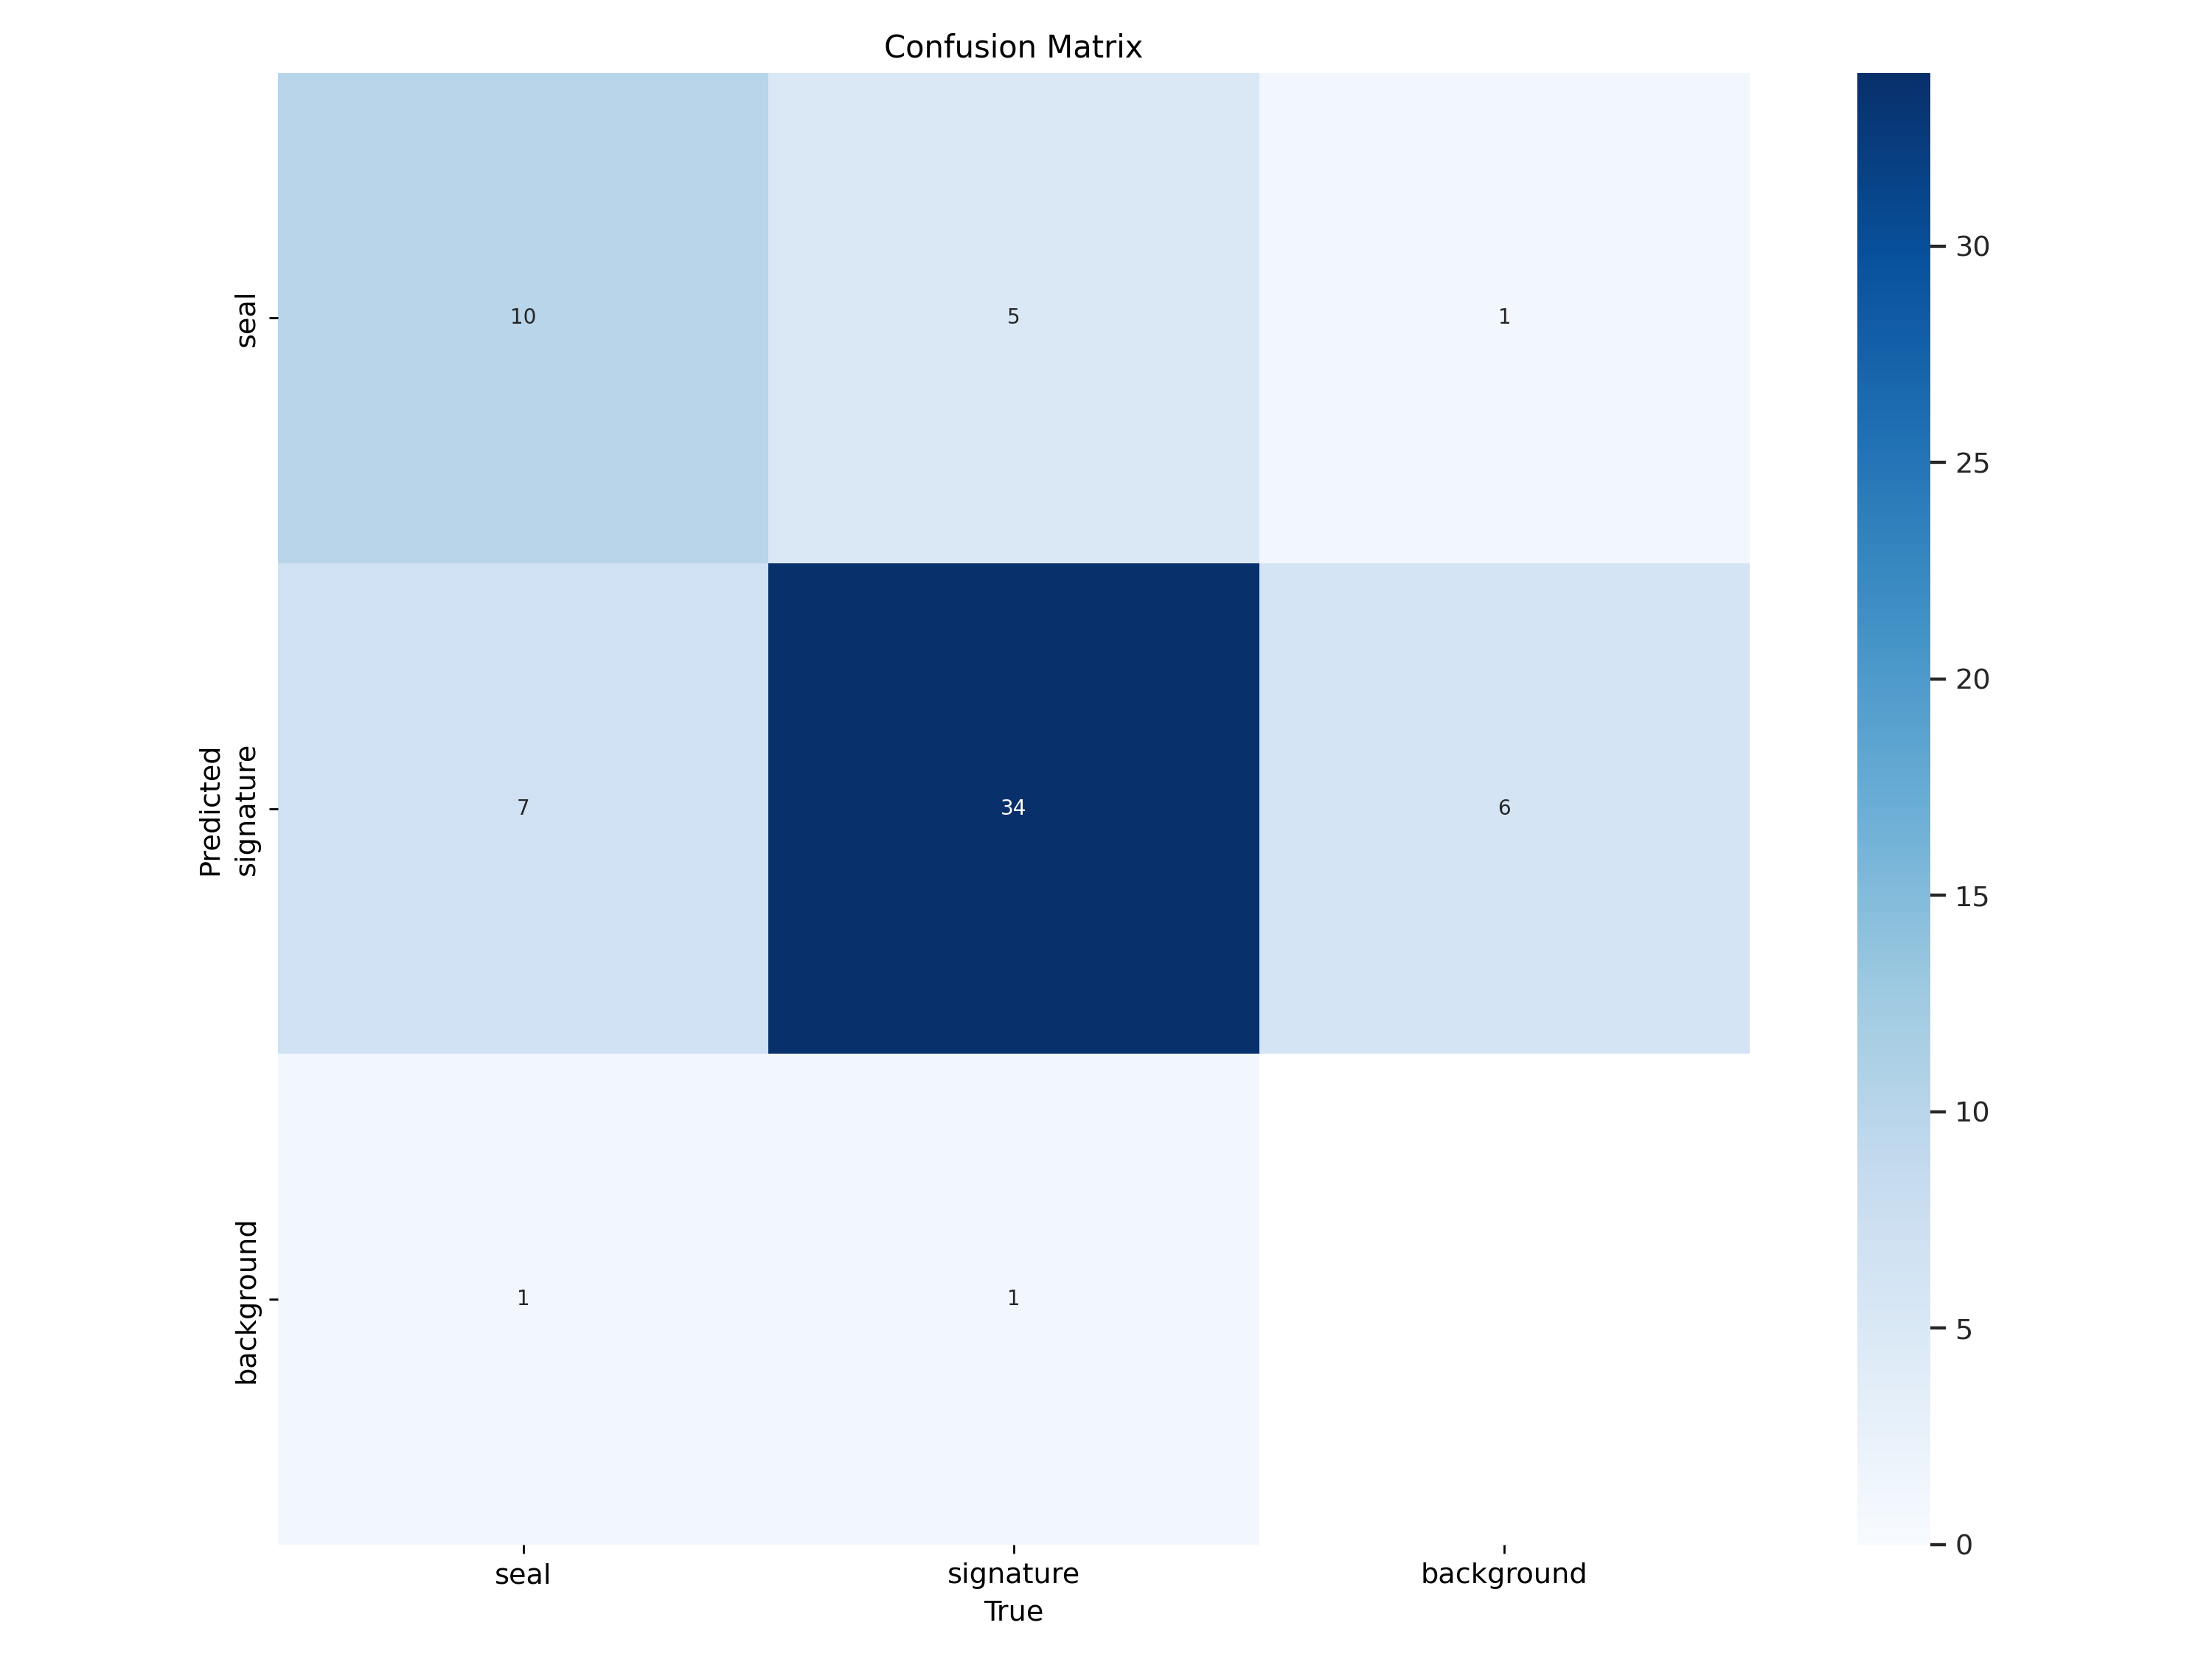 Confusion Matrix
seal
10 5 1
Predicted
signature
7 34 6
background
1 1
seal signature background
True
30
25
20
15
10
5
0